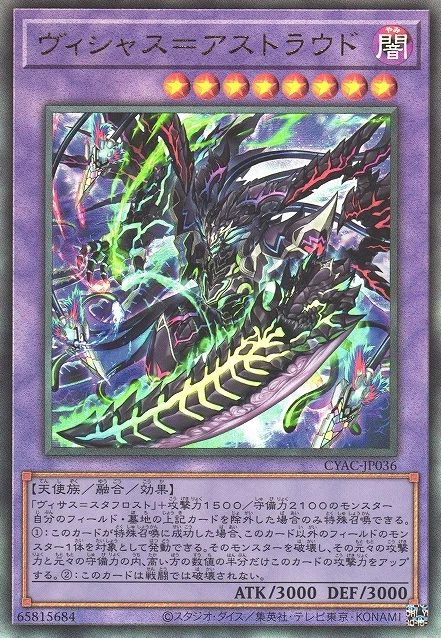 ヴィシャス＝アストラウド
闇
CYAC-JP036
【天使族／融合／効果】
「ヴィサス＝スタフロスト」＋攻撃力1500／守備力2100のモンスター
自分のフィールド・墓地の上記カードを除外した場合のみ特殊召喚できる。
①：このカードが特殊召喚に成功した場合、このカード以外のフィールドのモン
スター1体を対象として発動できる。そのモンスターを破壊し、その元々の攻撃
力と元々の守備力の内、高い方の数値の半分だけこのカードの攻撃力をアップ
する。②：このカードは戦闘では破壊されない。
ATK/3000 DEF/3000
65815684
©スタジオ・ダイス／集英社・テレビ東京・KONAMI